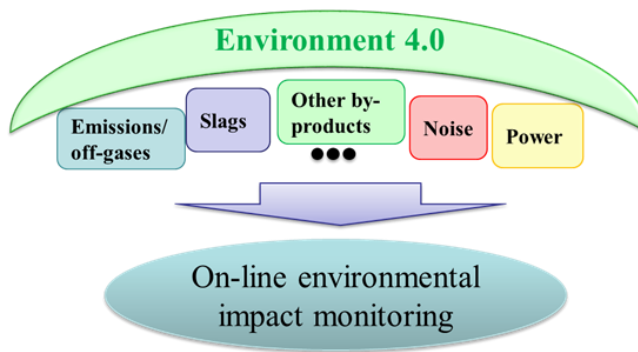 Environment 4.0
Emissions/
off-gases
Slags
Other by-
products
Noise
Power
On-line environmental
impact monitoring